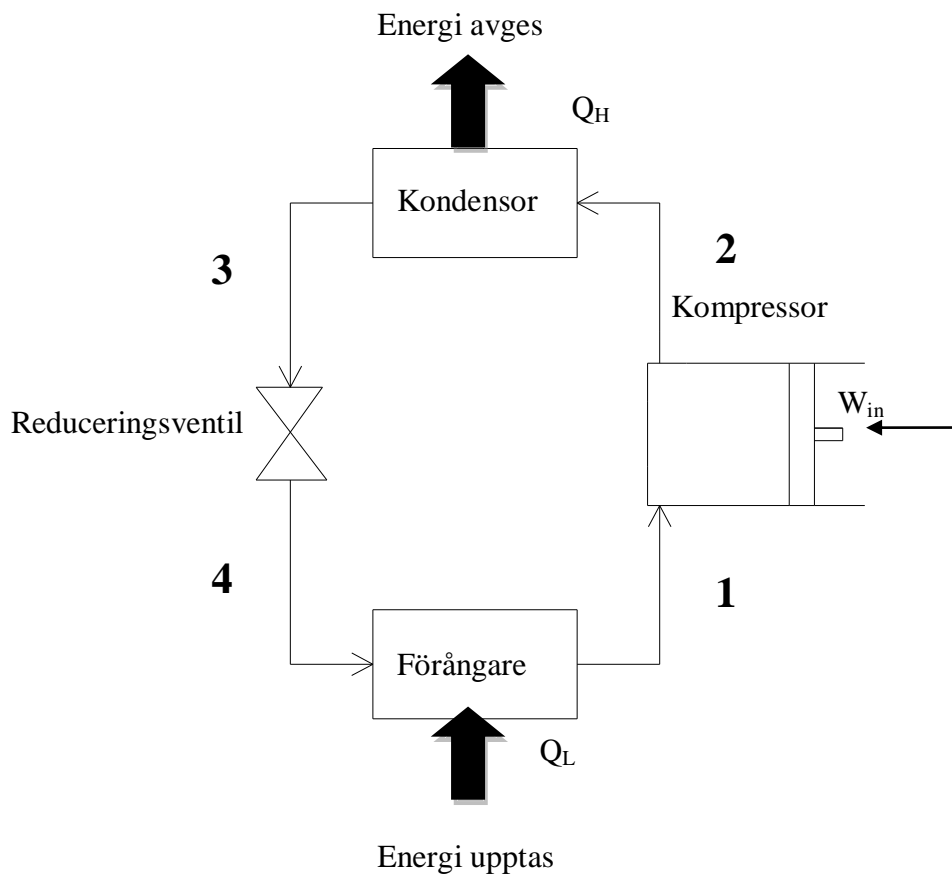 Energi avges
Q_H
Kondensor
2
3
Kompressor
W_in
Reduceringsventil
4
1
Förångare
Q_L
Energi upptas